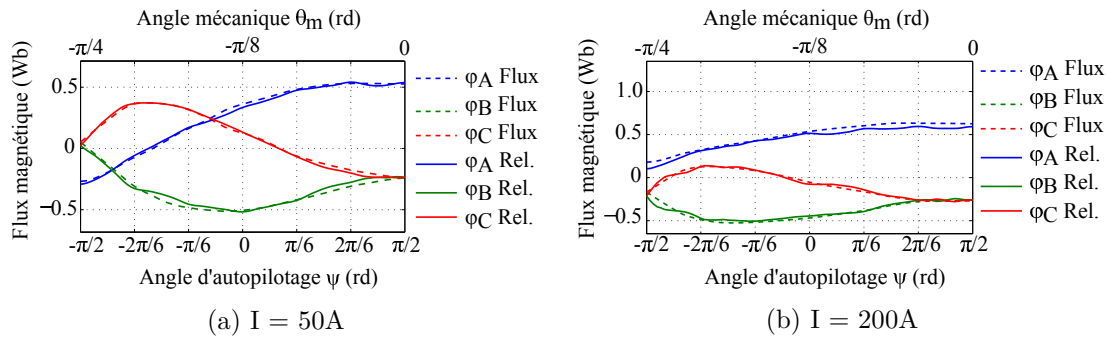 Angle mécanique θm (rd)
-π/4 -π/8 0
Flux magnétique (Wb)
0.5
0
−0.5
-π/2 -2π/6 -π/6 0 π/6 2π/6 π/2
Angle d'autopilotage ψ (rd)
φA Flux
φB Flux
φC Flux
φA Rel.
φB Rel.
φC Rel.
(a) I = 50A
Angle mécanique θm (rd)
-π/4 -π/8 0
Flux magnétique (Wb)
1.0
0.5
0
−0.5
-π/2 -2π/6 -π/6 0 π/6 2π/6 π/2
Angle d'autopilotage ψ (rd)
φA Flux
φB Flux
φC Flux
φA Rel.
φB Rel.
φC Rel.
(b) I = 200A